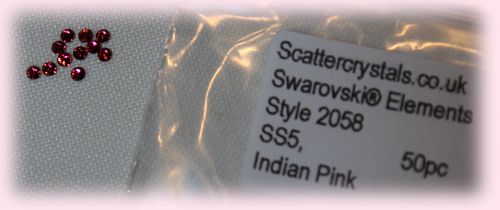 Scattercrystals.co.uk
Swarovski® Elements
Style 2058
SS5,
Indian Pink 50pc